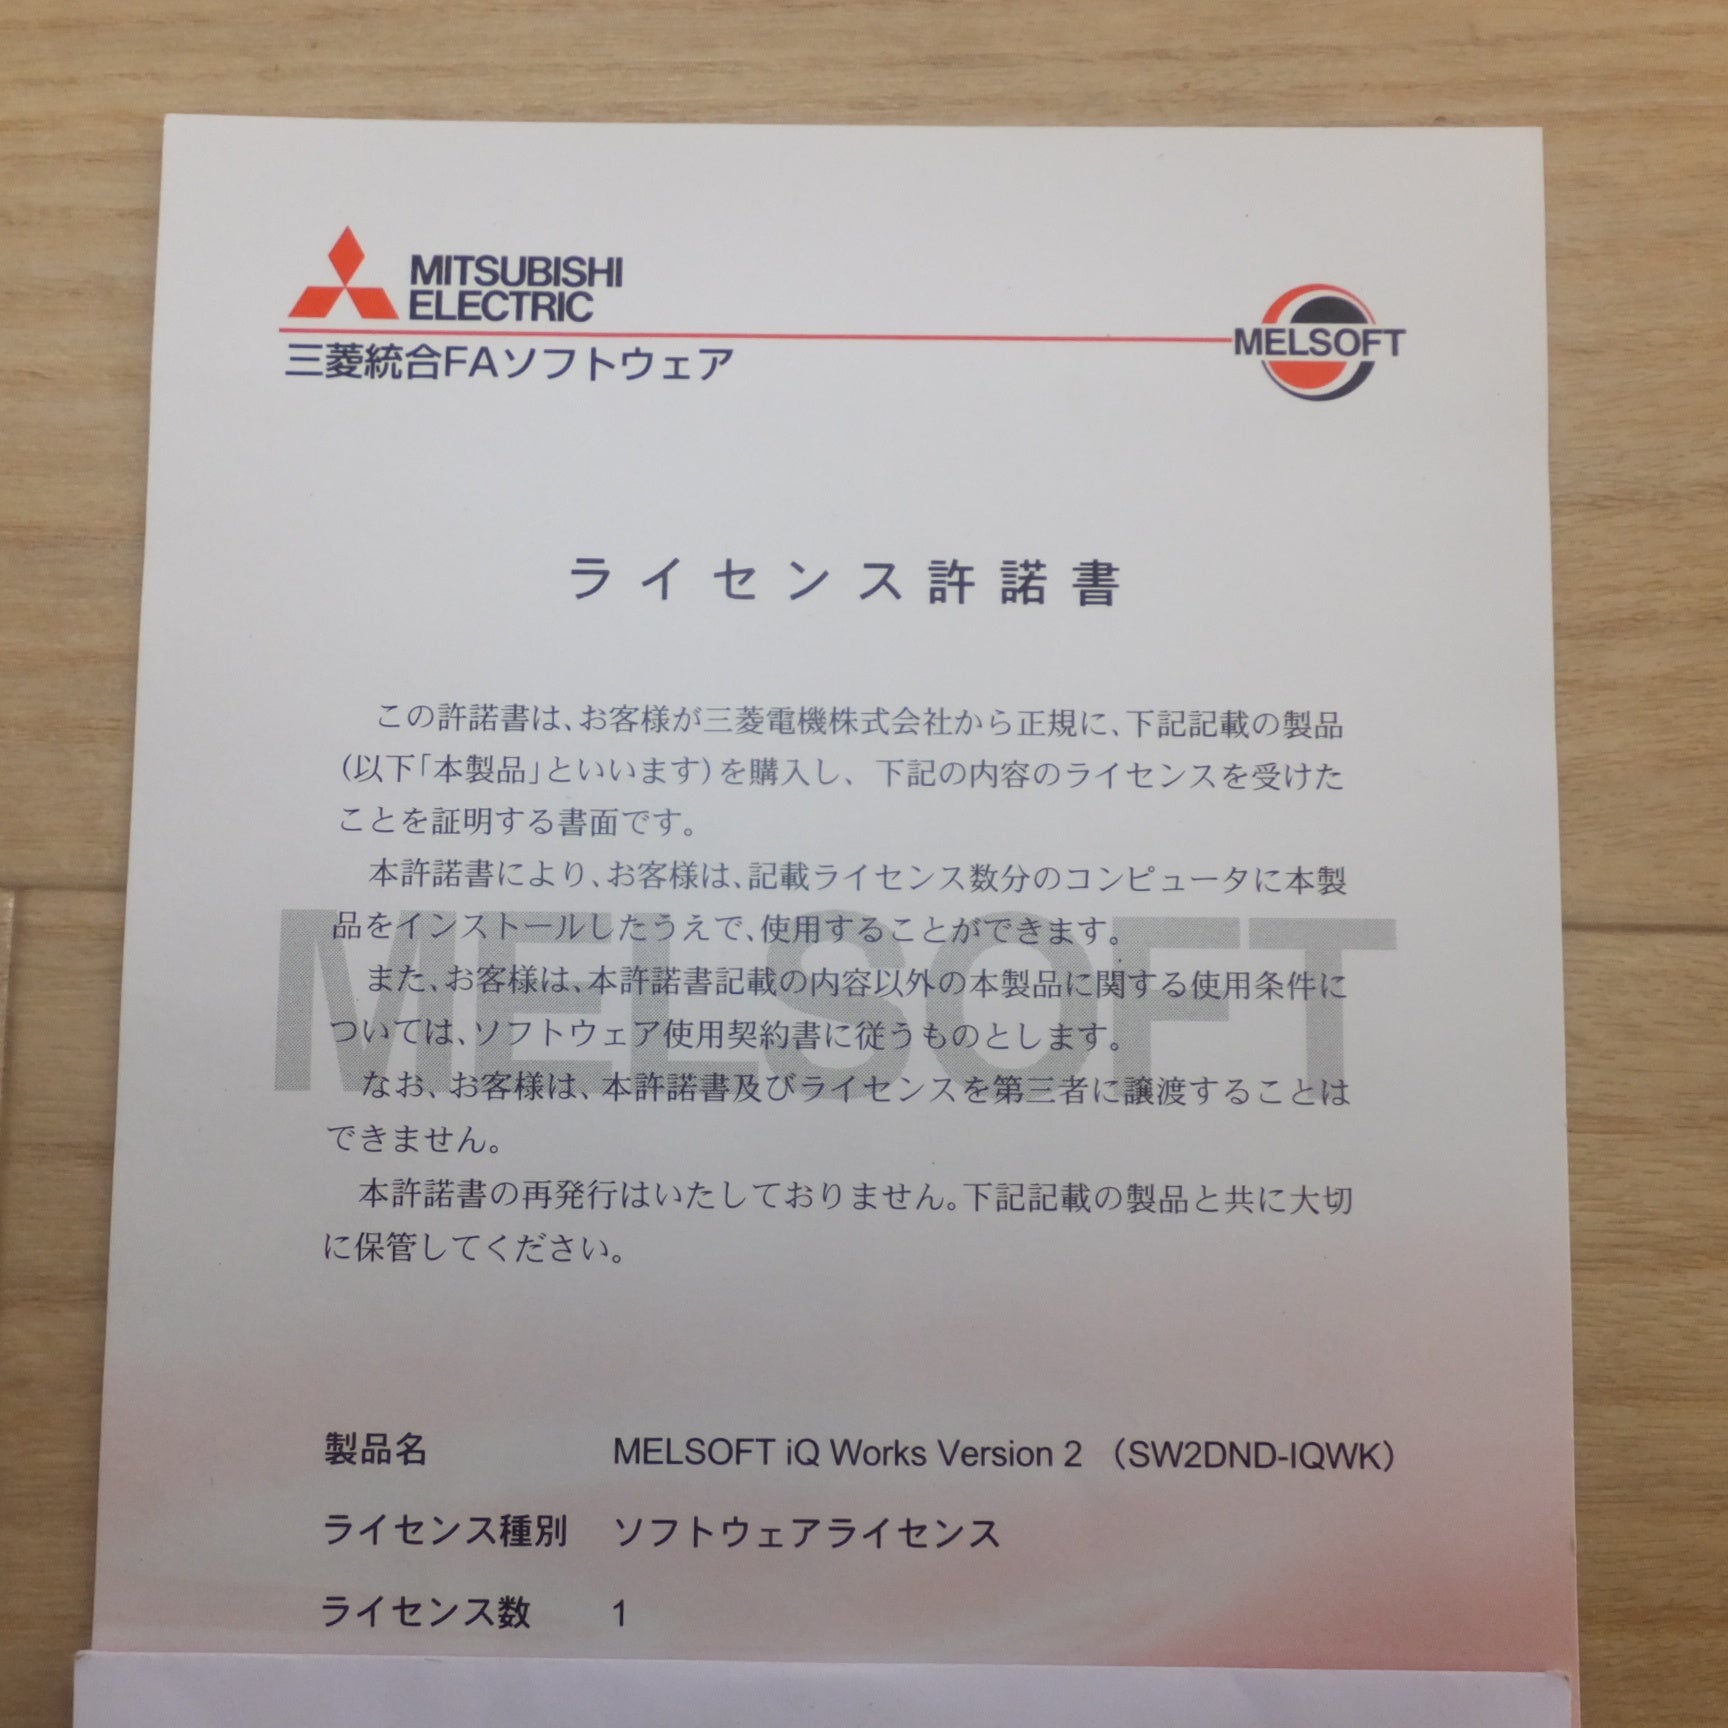 MITSUBISHI
ELECTRIC
三菱統合FAソフトウェア
MELSOFT
ライセンス許諾書
この許諾書は、お客様が三菱電機株式会社から正規に、下記記載の製品
(以下｢本製品｣といいます)を購入し、下記の内容のライセンスを受けた
ことを証明する書面です。
本許諾書により、お客様は、記載ライセンス数分のコンピュータに本製
品をインストールしたうえで、使用することができます。
また、お客様は、本許諾書記載の内容以外の本製品に関する使用条件に
ついては、ソフトウェア使用契約書に従うものとします。
なお、お客様は、本許諾書及びライセンスを第三者に譲渡することは
できません。
本許諾書の再発行はいたしておりません。下記記載の製品と共に大切
に保管してください。
MELSOFT
製品名 MELSOFT iQ Works Version 2 （SW2DND-IQWK）
ライセンス種別 ソフトウェアライセンス
ライセンス数 1